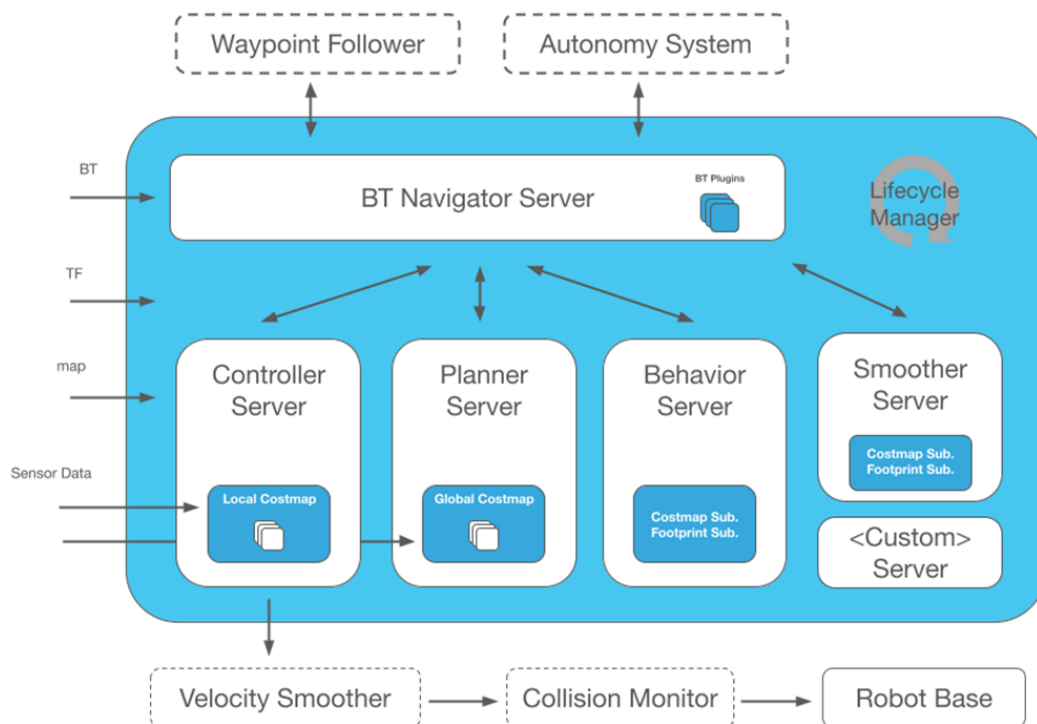 Waypoint Follower
Autonomy System
BT
BT Navigator Server
BT Plugins
Lifecycle
Manager
TF
map
Sensor Data
Controller
Server
Local Costmap
Planner
Server
Global Costmap
Behavior
Server
Costmap Sub.
Footprint Sub.
Smoother
Server
Costmap Sub.
Footprint Sub.
<Custom>
Server
Velocity Smoother
Collision Monitor
Robot Base